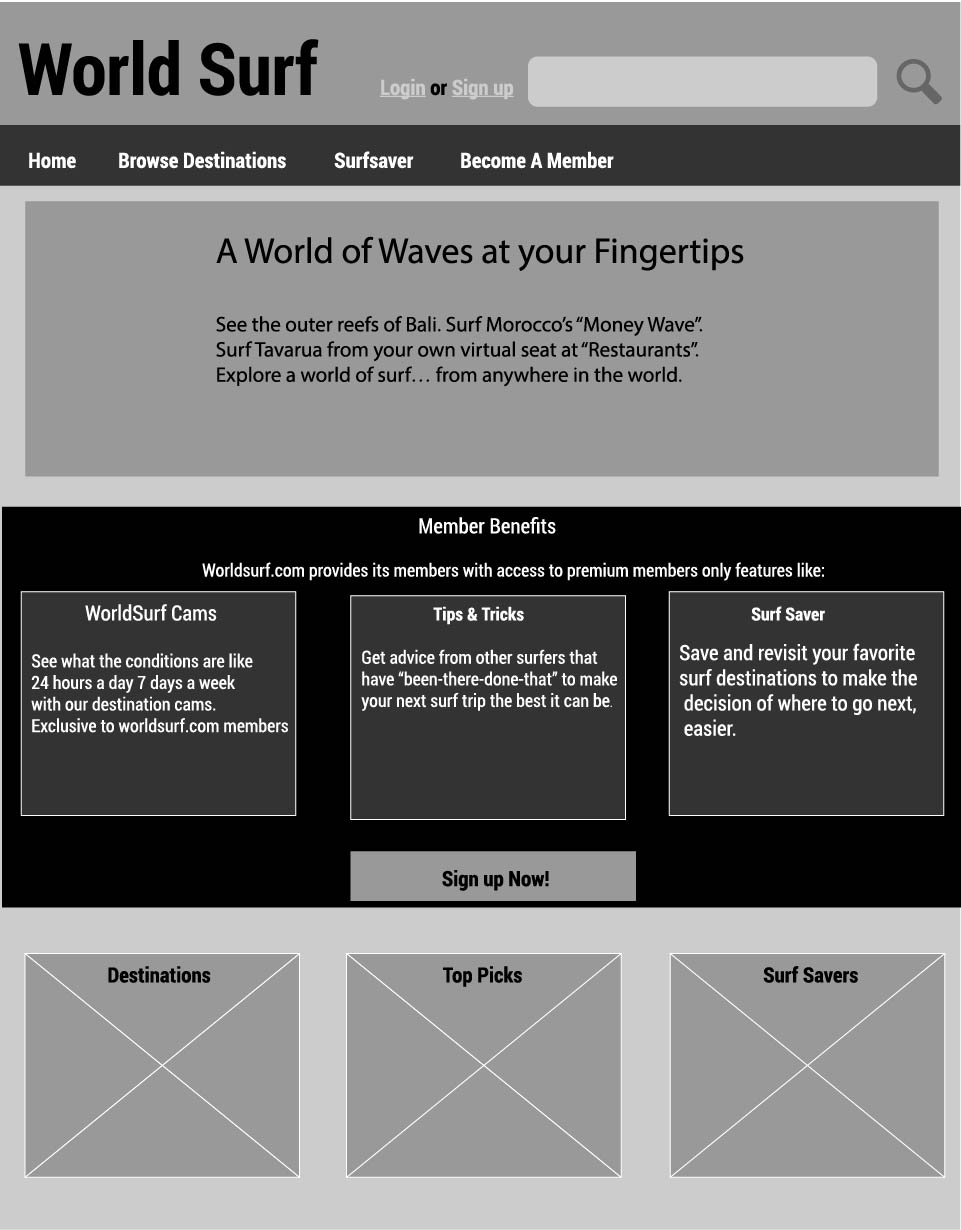 World Surf
Login or Sign up
Home Browse Destinations Surfsaver Become A Member
A World of Waves at your Fingertips
See the outer reefs of Bali. Surf Morocco's “Money Wave”.
Surf Tavarua from your own virtual seat at “Restaurants”.
Explore a world of surf… from anywhere in the world.
Member Benefits
Worldsurf.com provides its members with access to premium members only features like:
WorldSurf Cams
See what the conditions are like
24 hours a day 7 days a week
with our destination cams.
Exclusive to worldsurf.com members
Tips & Tricks
Get advice from other surfers that
have “been-there-done-that” to make
your next surf trip the best it can be.
Surf Saver
Save and revisit your favorite
surf destinations to make the
decision of where to go next,
easier.
Sign up Now!
Destinations
Top Picks
Surf Savers